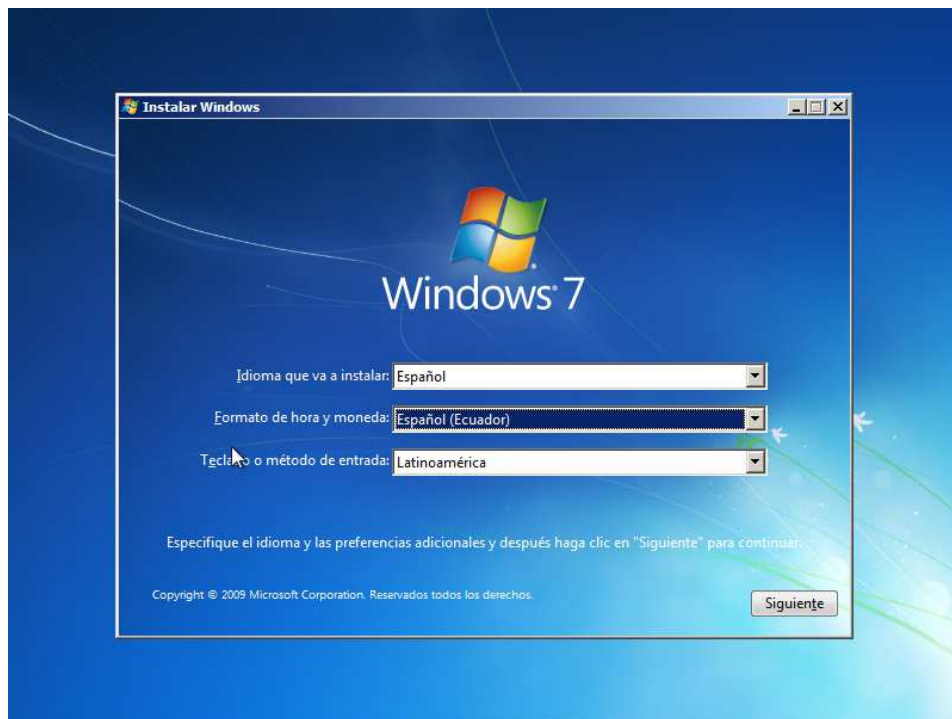 Instalar Windows
Windows® 7
Idioma que va a instalar: Español
Formato de hora y moneda: Español (Ecuador)
Teclado o método de entrada: Latinoamérica
Especifique el idioma y las preferencias adicionales y después haga clic en "Siguiente" para continuar.
Copyright © 2009 Microsoft Corporation. Reservados todos los derechos.
Siguiente